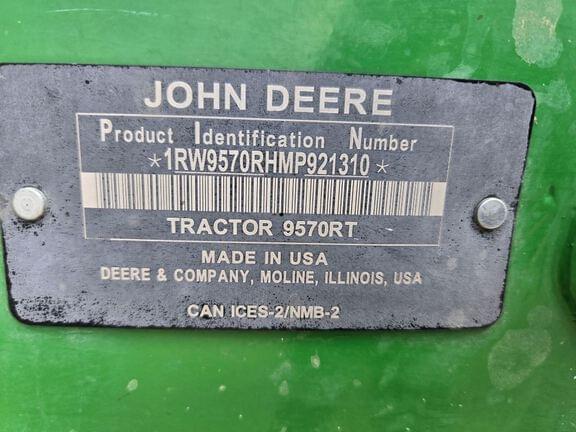 JOHN DEERE
Product Identification Number
*1RW9570RHMP921310*
TRACTOR 9570RT
MADE IN USA
DEERE & COMPANY, MOLINE, ILLINOIS, USA
CAN ICES-2/NMB-2